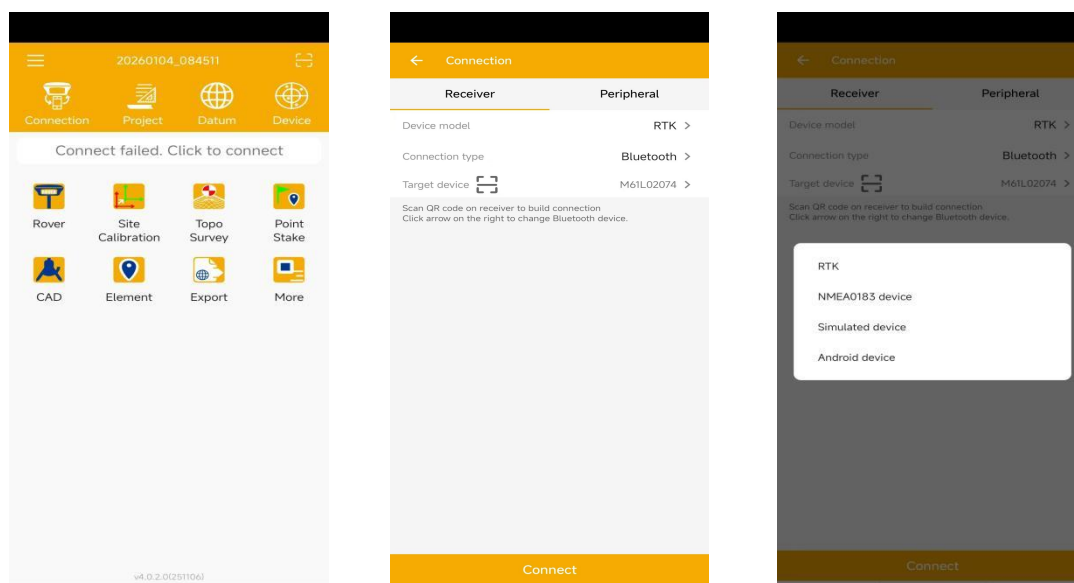 20260104_084511
Connection Project Datum Device
Connect failed. Click to connect
Rover Site Calibration Topo Survey Point Stake
CAD Element Export More
v4.0.2.0(251106)
Connection
Receiver Peripheral
Device model RTK >
Connection type Bluetooth >
Target device M61L02074 >
Scan QR code on receiver to build connection
Click arrow on the right to change Bluetooth device.
Connect
Connection
Receiver Peripheral
Device model RTK >
Connection type Bluetooth >
Target device M61L02074 >
Scan QR code on receiver to build connection
Click arrow on the right to change Bluetooth device.
RTK
NMEA0183 device
Simulated device
Android device
Connect